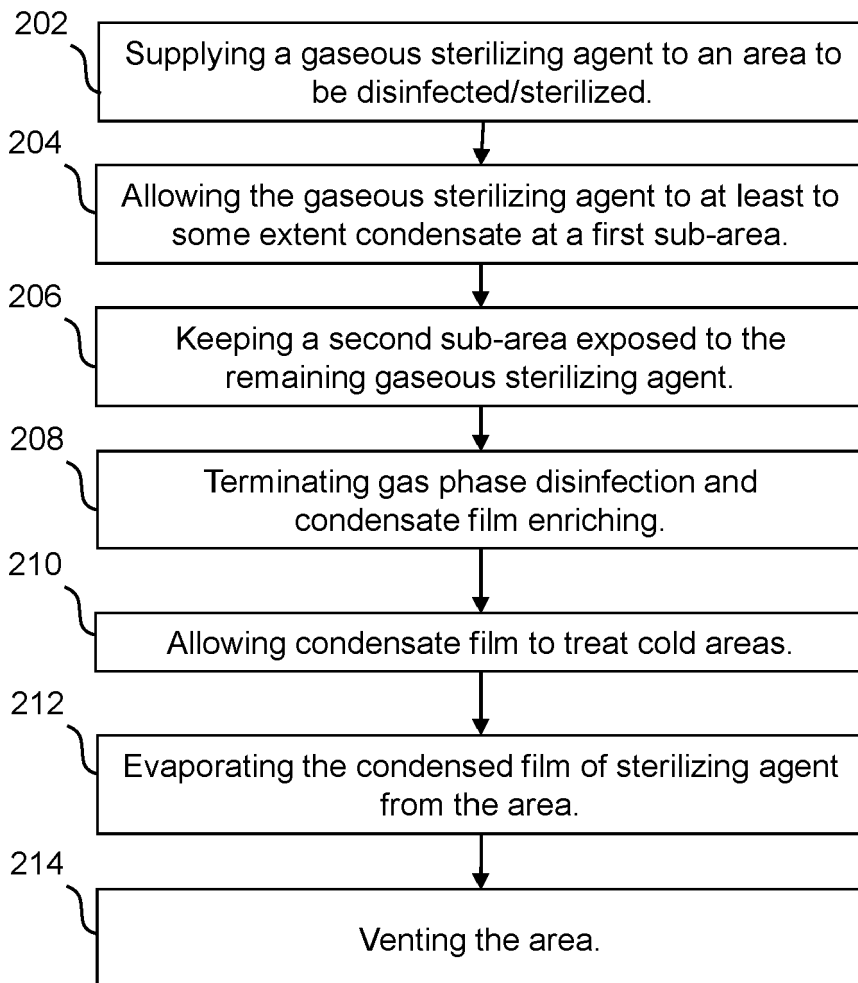 202
Supplying a gaseous sterilizing agent to an area to
be disinfected/sterilized.
204
Allowing the gaseous sterilizing agent to at least to
some extent condensate at a first sub-area.
206
Keeping a second sub-area exposed to the
remaining gaseous sterilizing agent.
208
Terminating gas phase disinfection and
condensate film enriching.
210
Allowing condensate film to treat cold areas.
212
Evaporating the condensed film of sterilizing agent
from the area.
214
Venting the area.